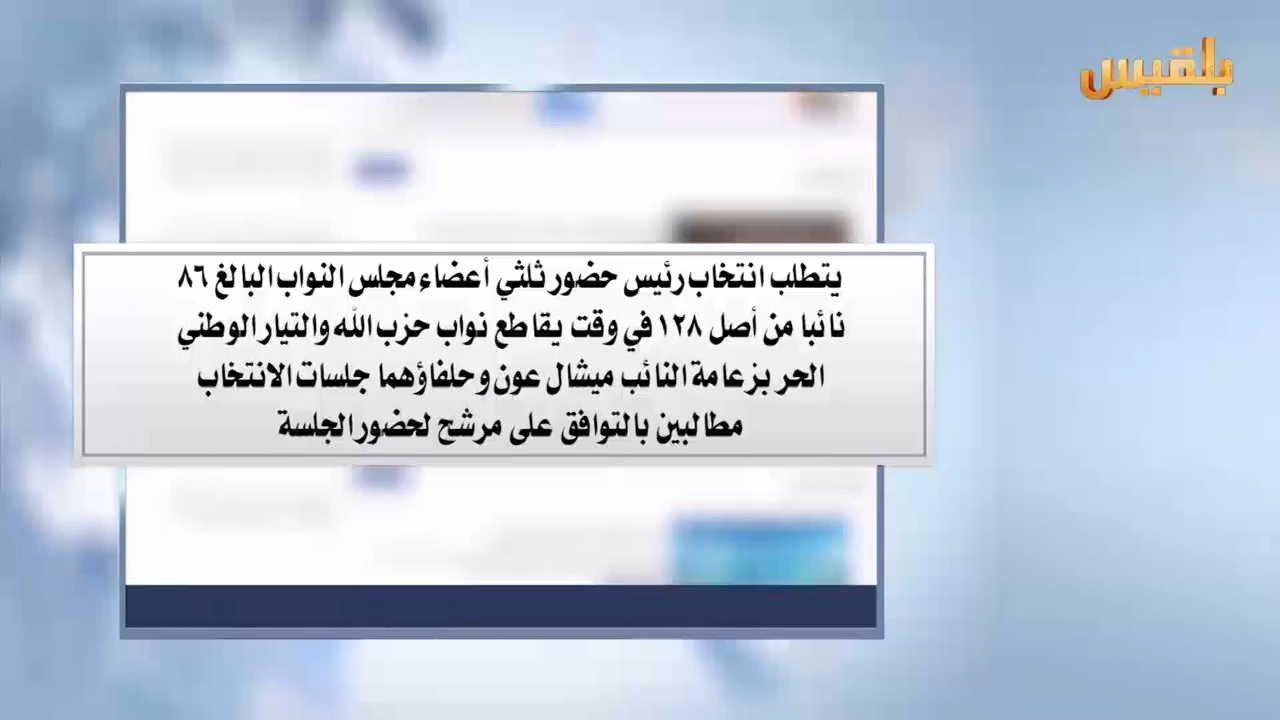 بلقيس
يتطلب انتخاب رئيس حضور ثلثي أعضاء مجلس النواب البالغ ٨٦
نائبا من أصل ١٢٨ في وقت يقاطع نواب حزب الله والتيار الوطني
الحر بزعامة النائب ميشال عون وحلفاؤهما جلسات الانتخاب
مطالبين بالتوافق على مرشح لحضور الجلسة